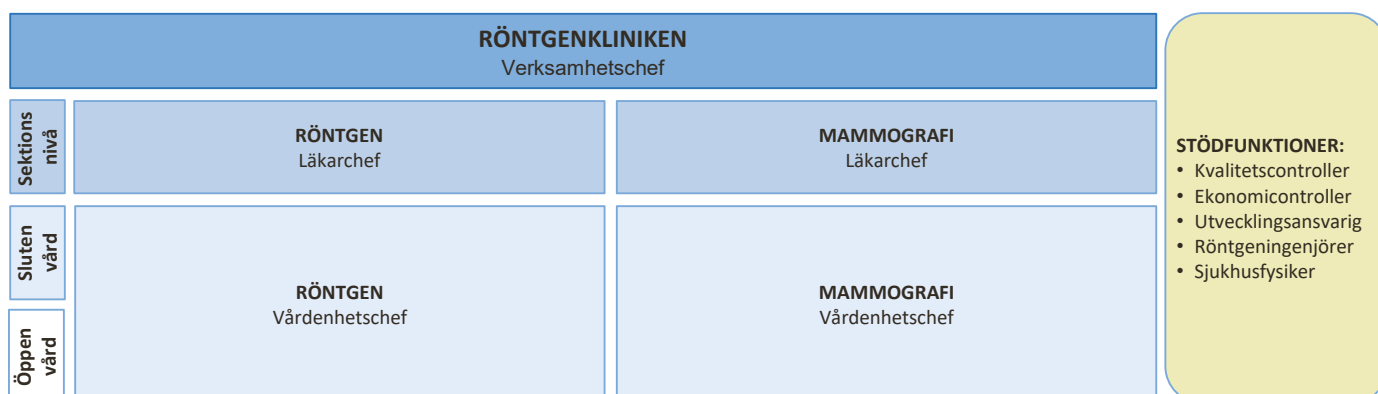 RÖNTGENKLINIKEN
Verksamhetschef
Sektions
nivå
RÖNTGEN
Läkarchef
MAMMOGRAFI
Läkarchef
Sluten
vård
Öppen
vård
RÖNTGEN
Vårdenhetschef
MAMMOGRAFI
Vårdenhetschef
STÖDFUNKTIONER:
• Kvalitetscontroller
• Ekonomicontroller
• Utvecklingsansvarig
• Röntgeningenjörer
• Sjukhusfysiker